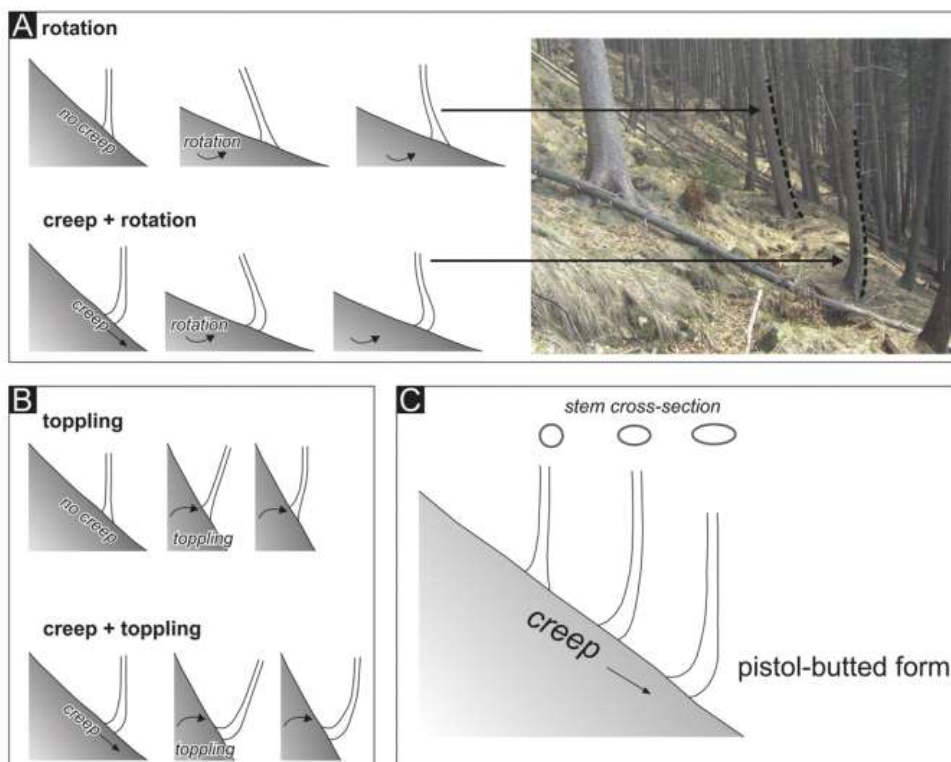 A rotation
no creep
rotation
creep + rotation
creep
rotation
B
toppling
no creep
toppling
creep + toppling
creep
toppling
C
stem cross-section
creep
pistol-butted form